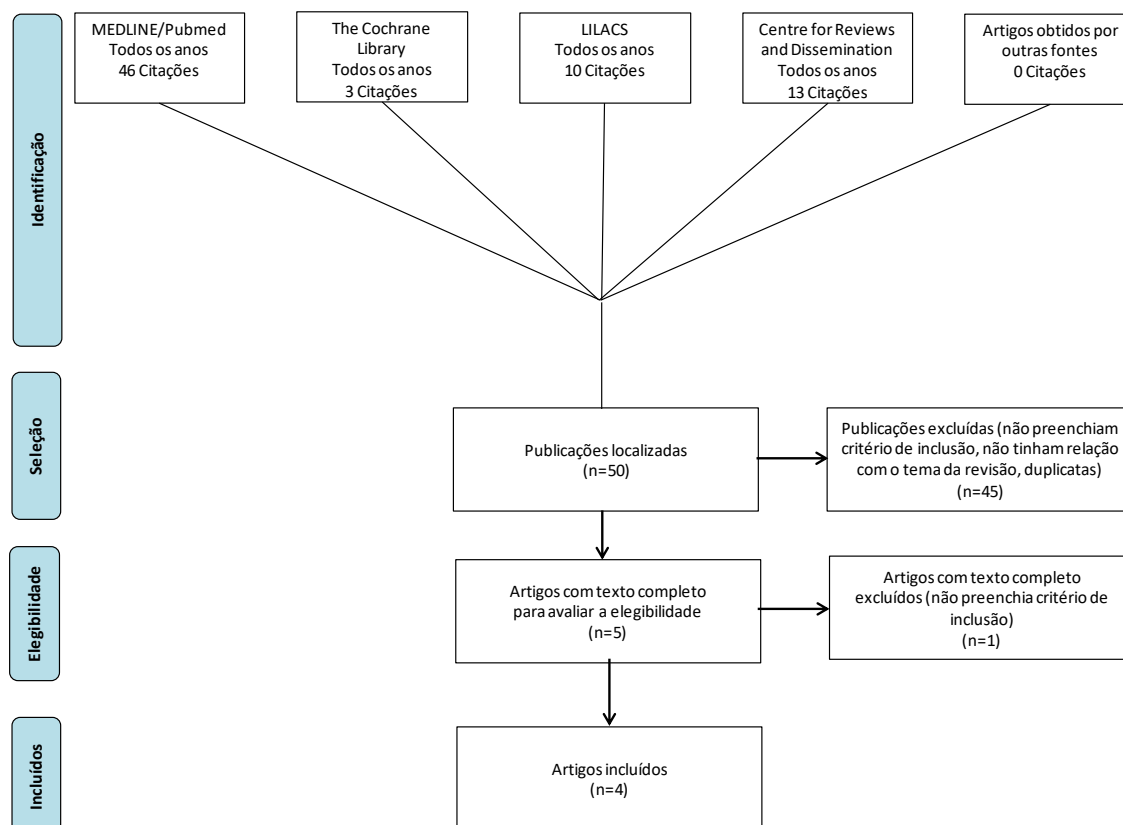 MEDLINE/Pubmed
Todos os anos
46 Citações
The Cochrane
Library
Todos os anos
3 Citações
LILACS
Todos os anos
10 Citações
Centre for Reviews
and Dissemination
Todos os anos
13 Citações
Artigos obtidos por
outras fontes
0 Citações
Identificação
Seleção
Publicações localizadas
(n=50)
Publicações excluídas (não preenchiam
critério de inclusão, não tinham relação
com o tema da revisão, duplicatas)
(n=45)
Elegibilidade
Artigos com texto completo
para avaliar a elegibilidade
(n=5)
Artigos com texto completo
excluídos (não preenchia critério de
inclusão)
(n=1)
Incluídos
Artigos incluídos
(n=4)